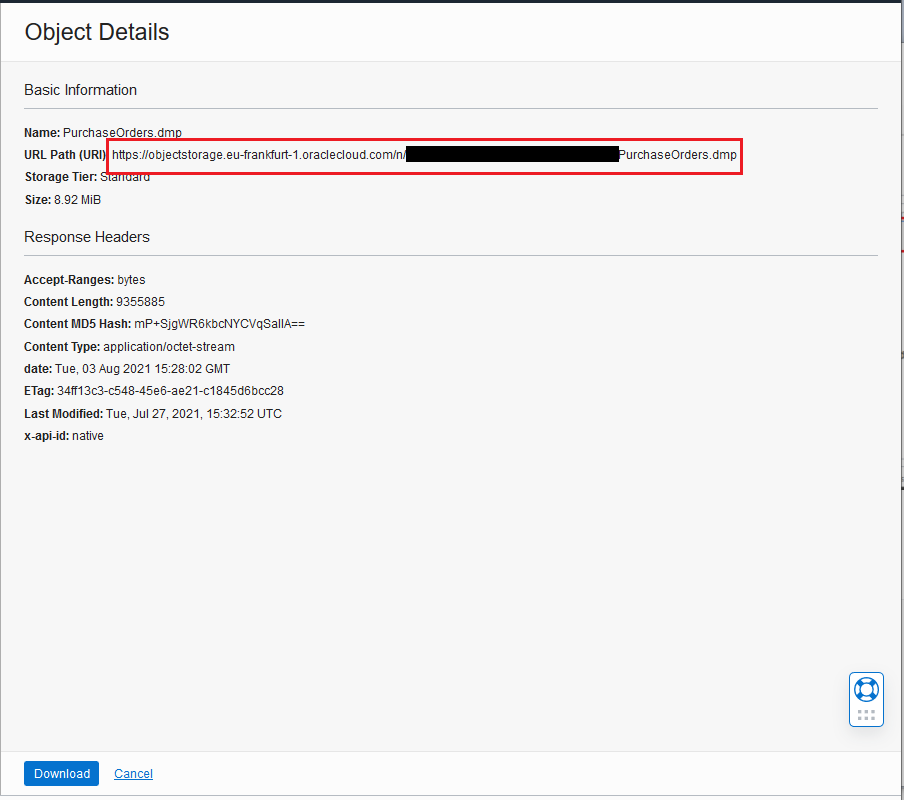 Object Details
Basic Information
Name: PurchaseOrders.dmp
URL Path (URI) https://objectstorage.eu-frankfurt-1.oraclecloud.com/n/ PurchaseOrders.dmp
Storage Tier: Standard
Size: 8.92 MiB
Response Headers
Accept-Ranges: bytes
Content Length: 9355885
Content MD5 Hash: mP+SjgWR6kbcNYCVqSallA==
Content Type: application/octet-stream
date: Tue, 03 Aug 2021 15:28:02 GMT
ETag: 34ff13c3-c548-45e6-ae21-c1845d6bcc28
Last Modified: Tue, Jul 27, 2021, 15:32:52 UTC
x-api-id: native
Download Cancel